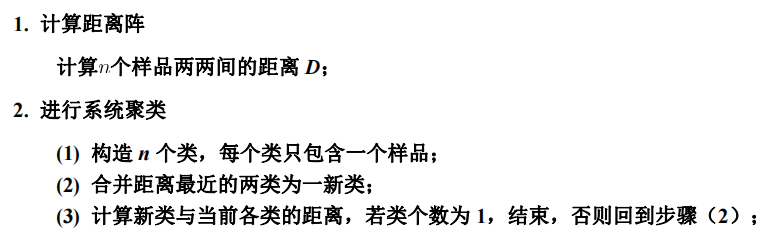 1. 计算距离阵
计算n个样品两两间的距离 D；
2. 进行系统聚类
(1) 构造 n 个类，每个类只包含一个样品；
(2) 合并距离最近的两类为一新类；
(3) 计算新类与当前各类的距离，若类个数为 1，结束，否则回到步骤（2）；